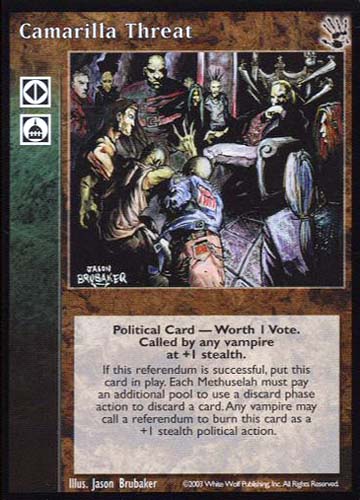 Camarilla Threat
JASON
BRUBAKER
Political Card — Worth 1 Vote.
Called by any vampire
at +1 stealth.
If this referendum is successful, put this
card in play. Each Methuselah must pay
an additional pool to use a discard phase
action to discard a card. Any vampire may
call a referendum to burn this card as a
+1 stealth political action.
Illus. Jason Brubaker
©2003 White Wolf Publishing, Inc. All Rights Reserved.